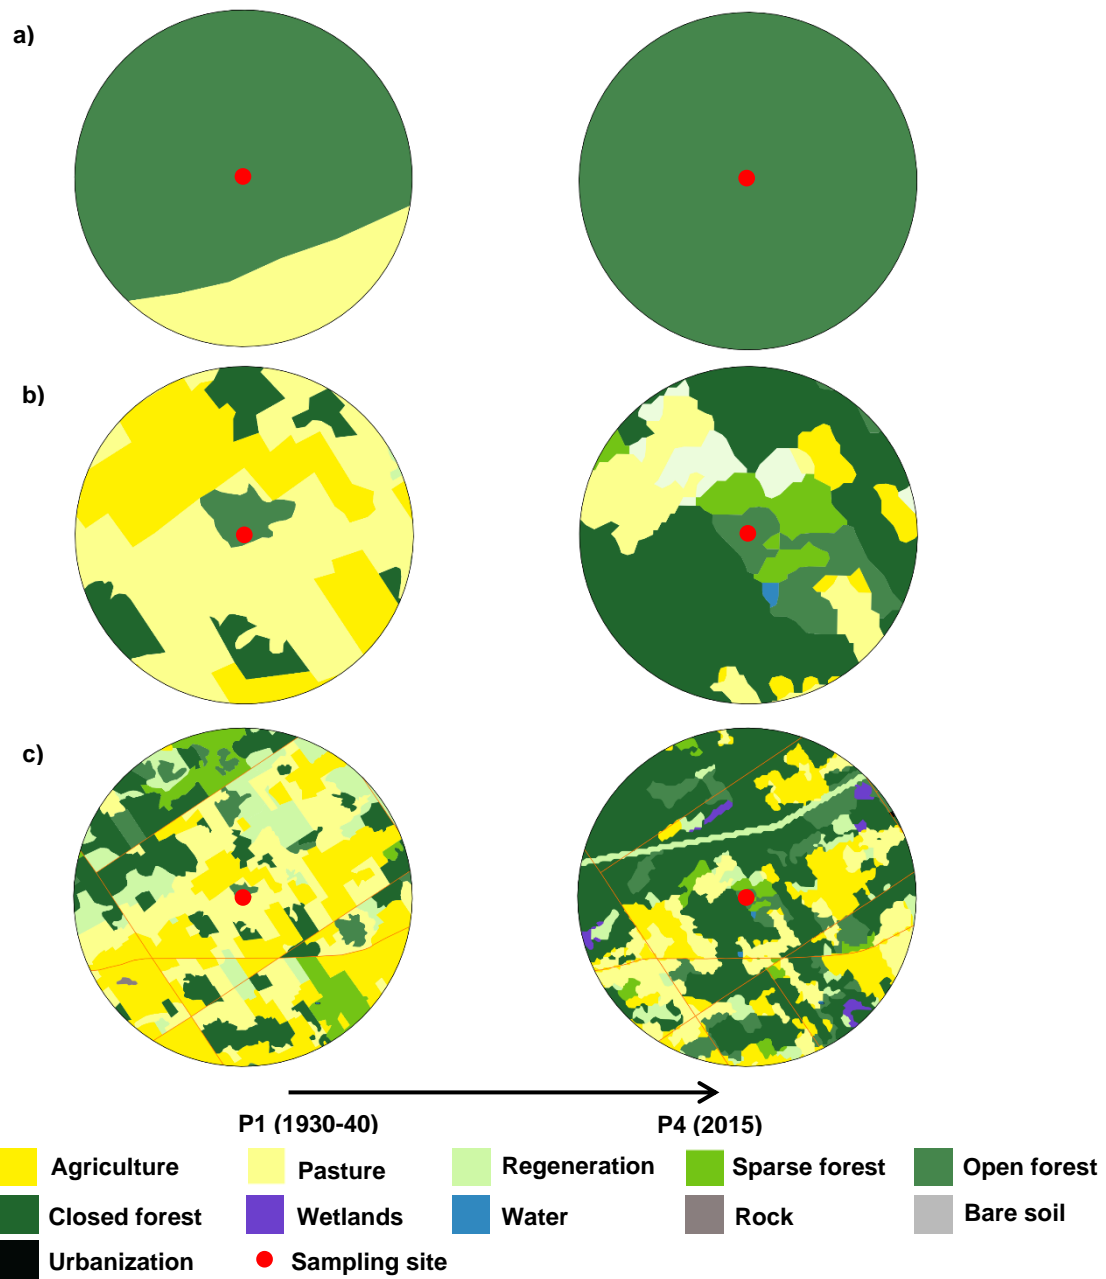 a)
b)
c)
P1 (1930-40) P4 (2015)
Agriculture Pasture Regeneration Sparse forest Open forest
Closed forest Wetlands Water Rock Bare soil
Urbanization Sampling site